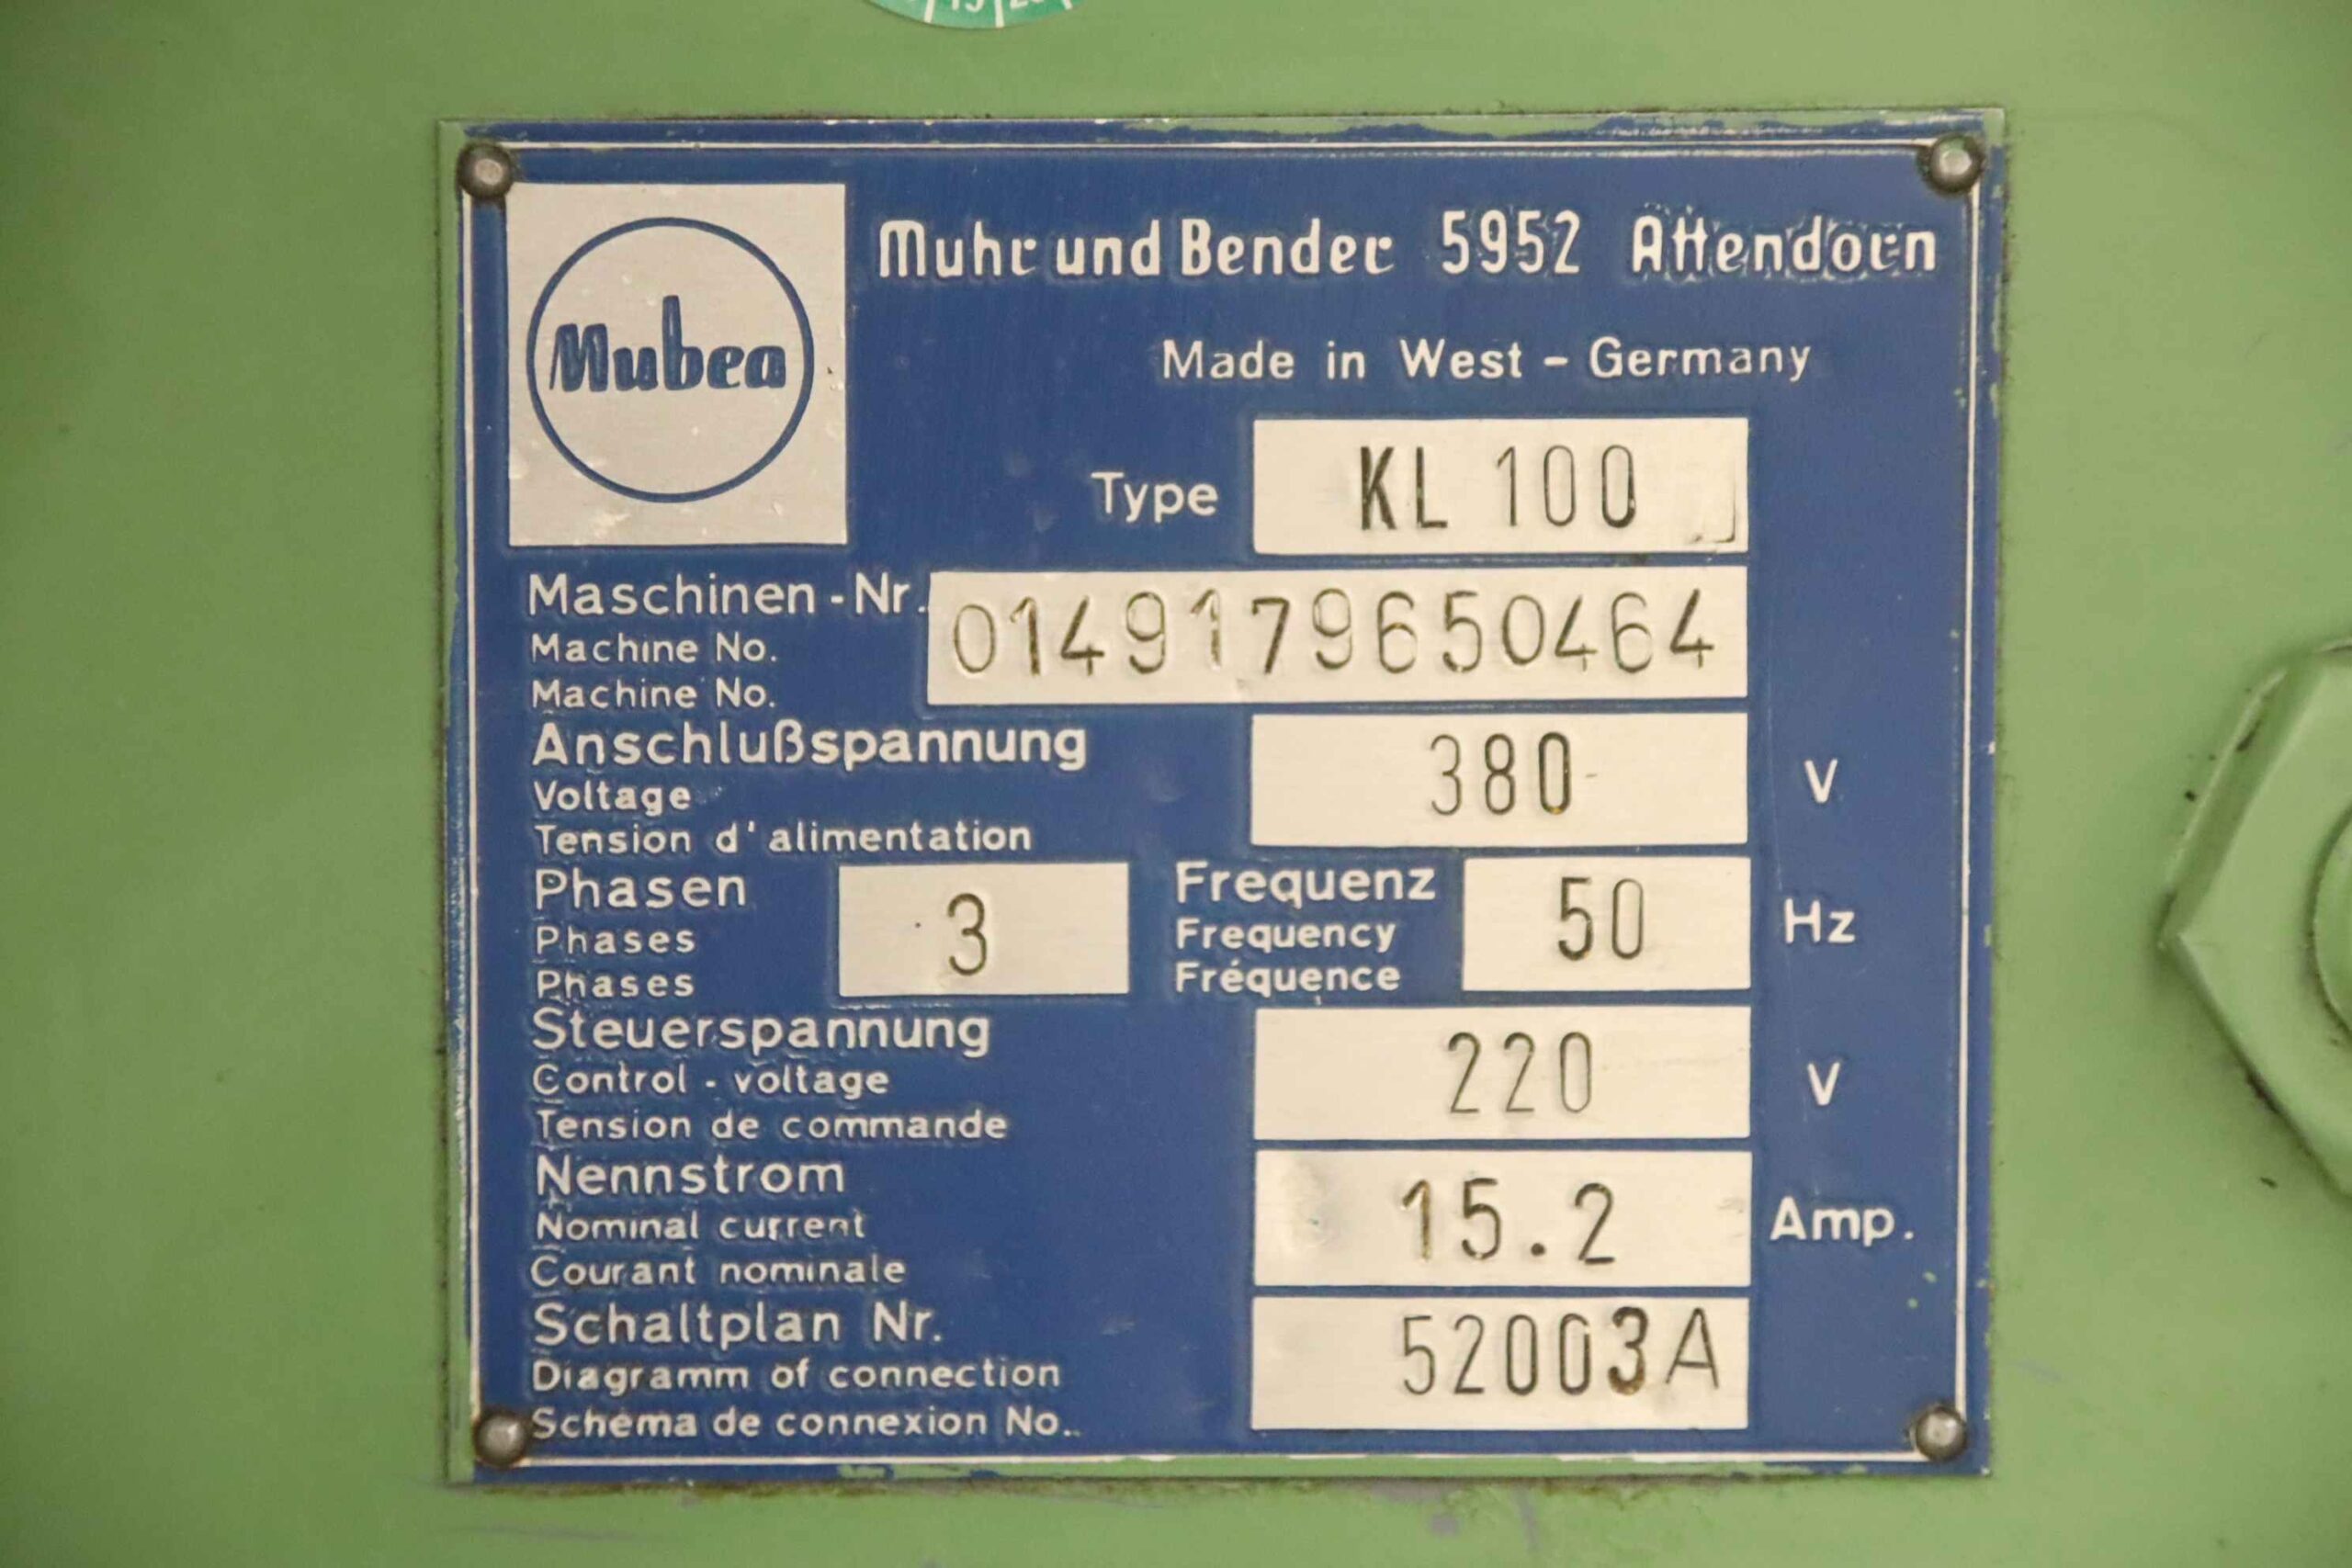 Mubea
Muhr und Bender 5952 Attendorn
Made in West - Germany
Type KL 100
Maschinen-Nr. 0149179650464
Machine No.
Machine No.
Anschlußspannung 380 V
Voltage
Tension d'alimentation
Phasen 3 Frequenz 50 Hz
Phases Frequency
Phases Fréquence
Steuerspannung 220 V
Control - voltage
Tension de commande
Nennstrom 15.2 Amp.
Nominal current
Courant nominale
Schaltplan Nr. 52003A
Diagramm of connection
Schéma de connexion No..